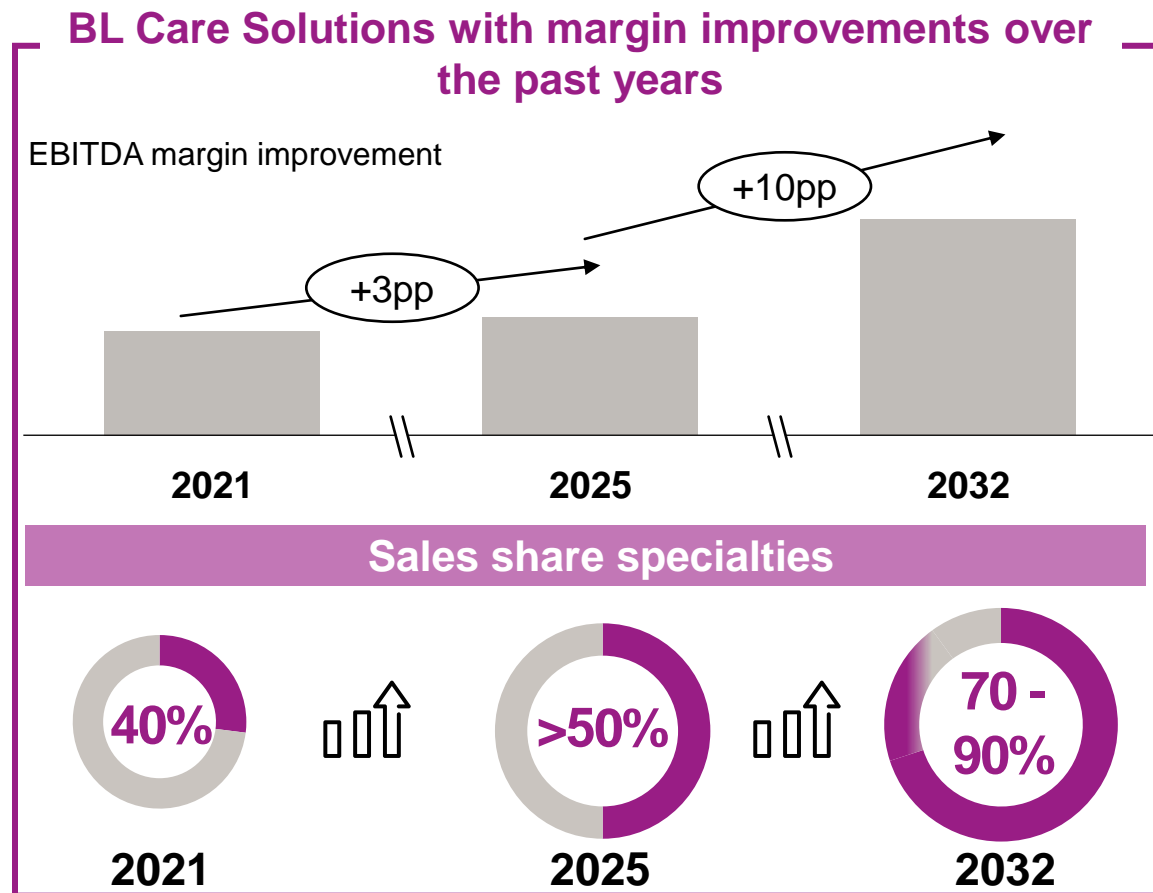 BL Care Solutions with margin improvements over
the past years
EBITDA margin improvement
+10pp
+3pp
2021
2025
2032
Sales share specialties
40%
>50%
70 -
90%
2021
2025
2032